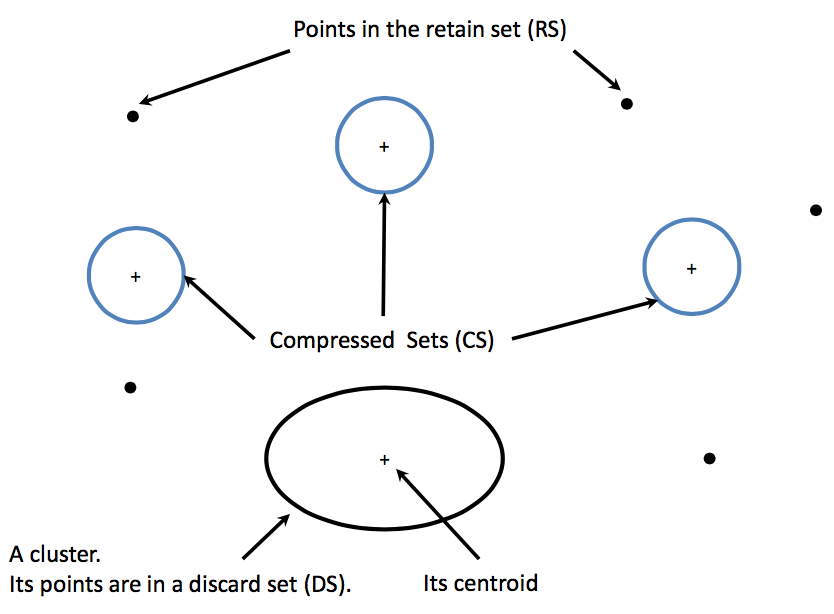 Points in the retain set (RS)
Compressed Sets (CS)
A cluster.
Its points are in a discard set (DS).
Its centroid